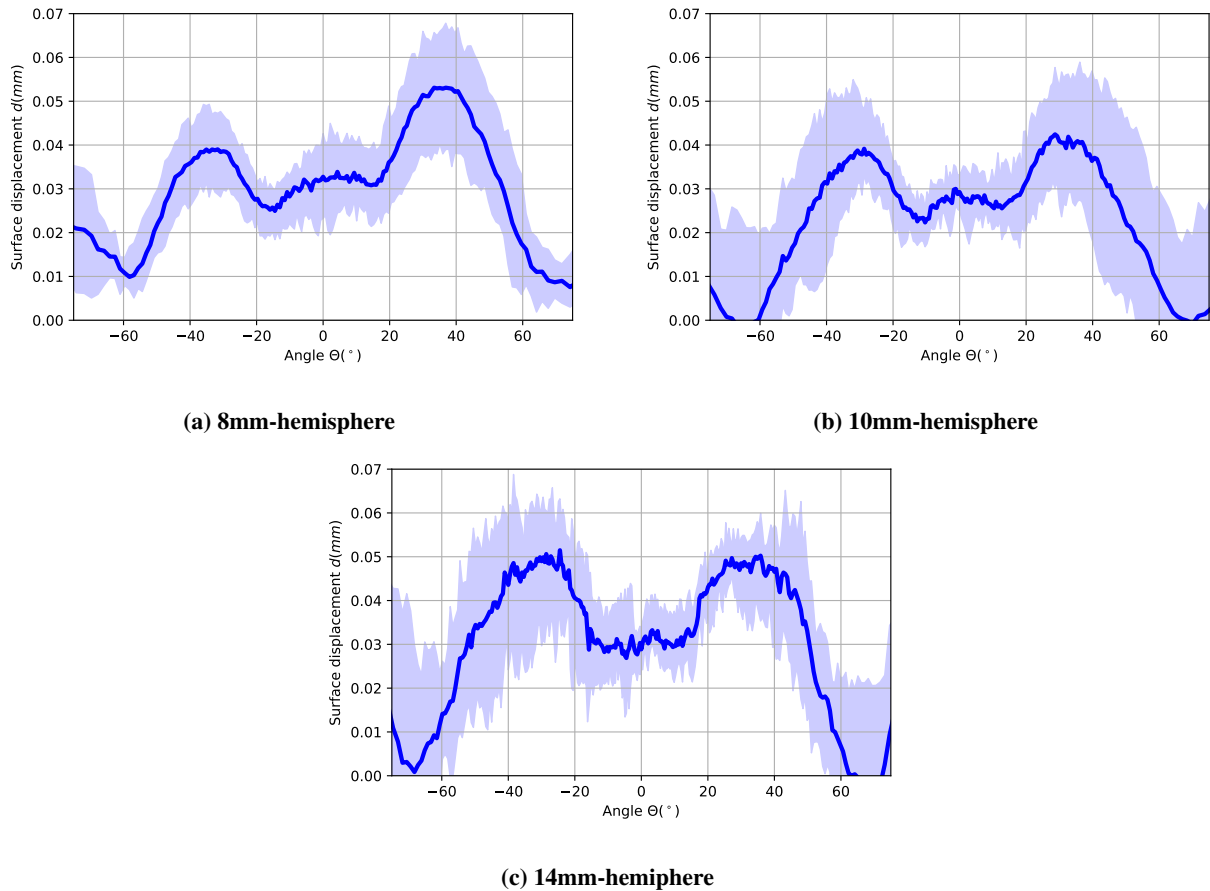 0.07
0.06
0.05
0.04
0.03
0.02
0.01
0.00
Surface displacement d(mm)
−60 −40 −20 0 20 40 60
Angle Θ(°)
(a) 8mm-hemisphere
0.07
0.06
0.05
0.04
0.03
0.02
0.01
0.00
Surface displacement d(mm)
−60 −40 −20 0 20 40 60
Angle Θ(°)
(b) 10mm-hemisphere
0.07
0.06
0.05
0.04
0.03
0.02
0.01
0.00
Surface displacement d(mm)
−60 −40 −20 0 20 40 60
Angle Θ(°)
(c) 14mm-hemiphere